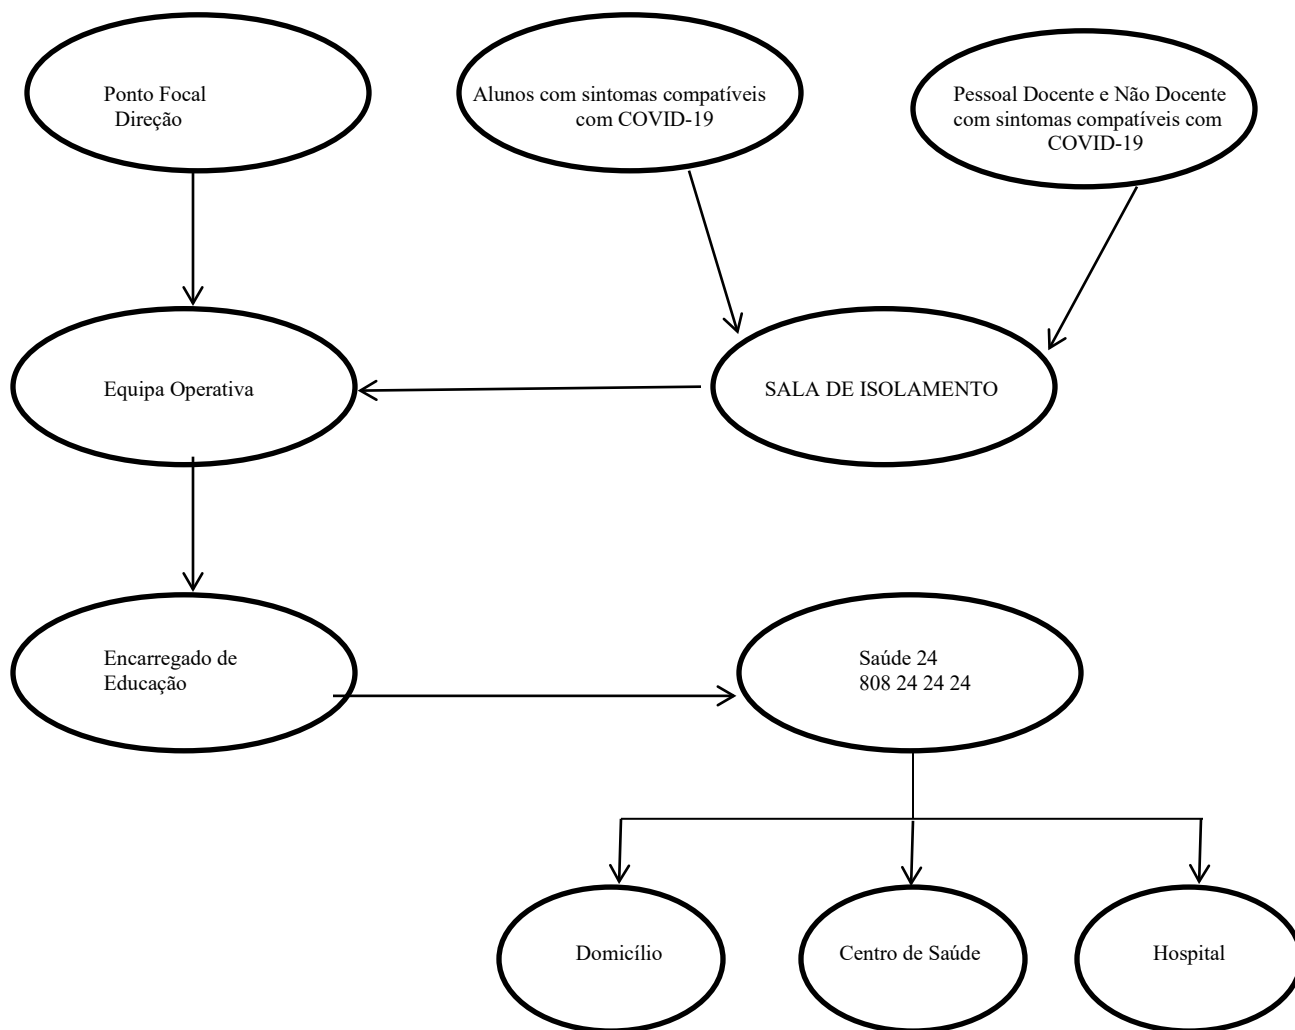 Ponto Focal
Direção
Alunos com sintomas compatíveis
com COVID-19
Pessoal Docente e Não Docente
com sintomas compatíveis com
COVID-19
Equipa Operativa
SALA DE ISOLAMENTO
Encarregado de
Educação
Saúde 24
808 24 24 24
Domicílio
Centro de Saúde
Hospital